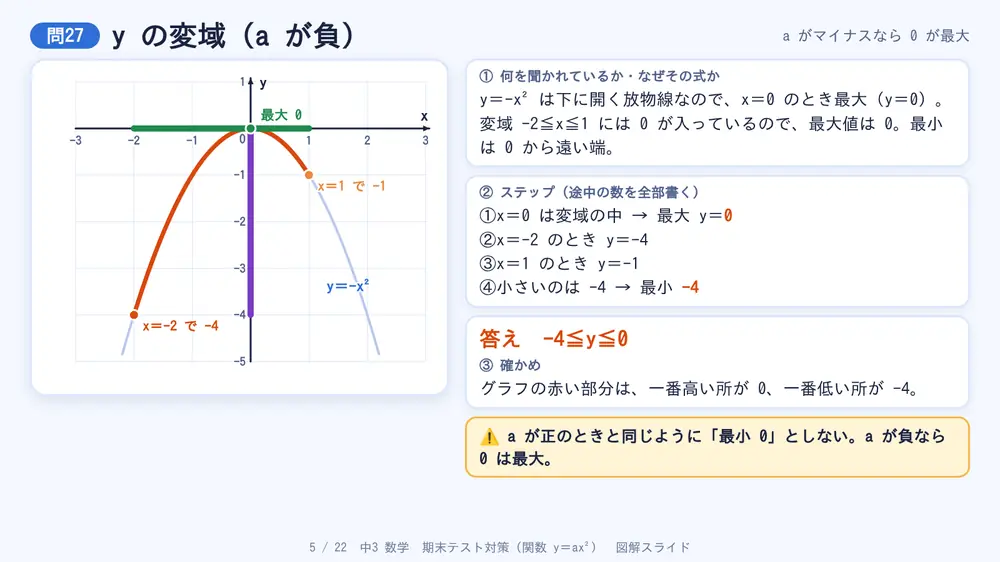 問27 y の変域（a が負）
a がマイナスなら 0 が最大
1
y
最大 0
x
-3
-2
-1
0
1
2
3
-1
x＝1 で -1
-2
-3
y＝-x²
-4
x＝-2 で -4
-5
① 何を聞かれているか・なぜその式か
y＝-x² は下に開く放物線なので、x＝0 のとき最大（y＝0）。
変域 -2≦x≦1 には 0 が入っているので、最大値は 0。最小
は 0 から遠い端。
② ステップ（途中の数を全部書く）
①x＝0 は変域の中 → 最大 y＝0
②x＝-2 のとき y＝-4
③x＝1 のとき y＝-1
④小さいのは -4 → 最小 -4
答え -4≦y≦0
③ 確かめ
グラフの赤い部分は、一番高い所が 0、一番低い所が -4。
⚠️ a が正のときと同じように「最小 0」としない。a が負なら
0 は最大。
5 / 22 中3 数学 期末テスト対策（関数 y＝ax²） 図解スライド